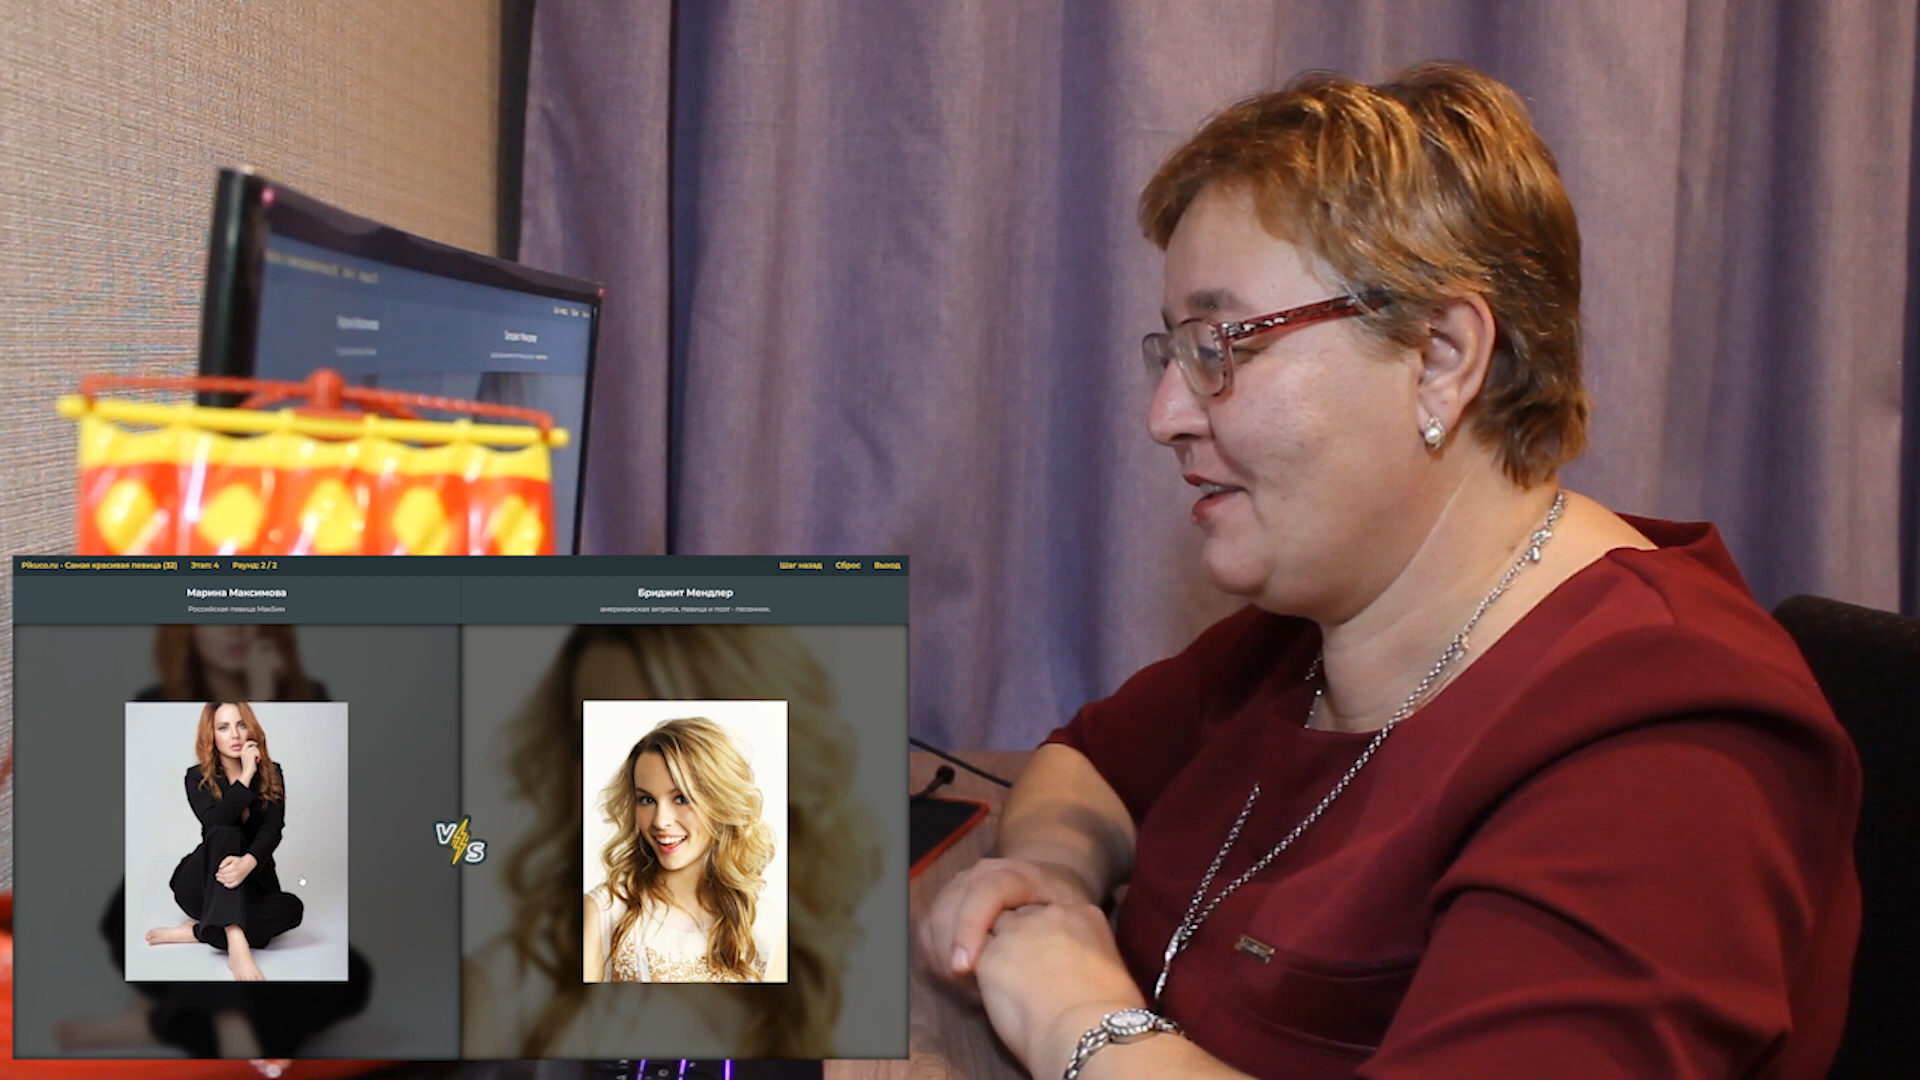 Pikuco.ru - Самая красивая певица (32) Этап: 4 Раунд: 2 / 2 Шаг назад Сброс Выход
Марина Максимова
Российская певица МакSим
Бриджит Мендлер
американская актриса, певица и поэт - песенник.
VS